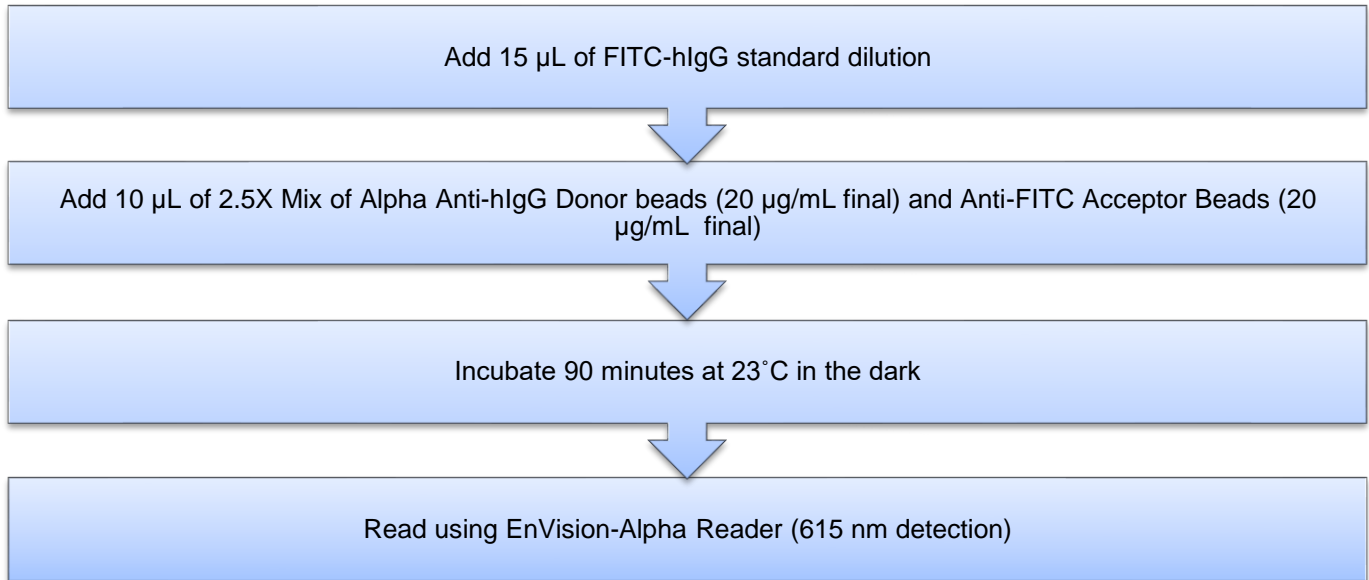 Add 15 µL of FITC-hIgG standard dilution
Add 10 µL of 2.5X Mix of Alpha Anti-hIgG Donor beads (20 µg/mL final) and Anti-FITC Acceptor Beads (20
µg/mL final)
Incubate 90 minutes at 23˚C in the dark
Read using EnVision-Alpha Reader (615 nm detection)